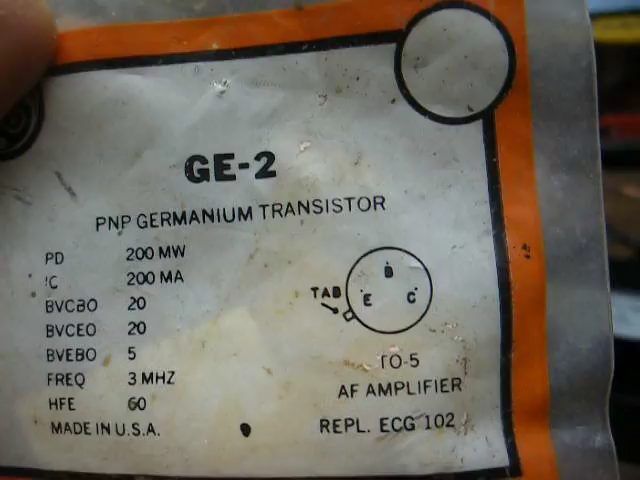 GE-2
PNP GERMANIUM TRANSISTOR
PD 200 MW
IC 200 MA
BVCBO 20
BVCEO 20
BVEBO 5
FREQ 3 MHZ
HFE 60
MADE IN U.S.A.
TAB
B
E C
TO-5
AF AMPLIFIER
REPL. ECG 102